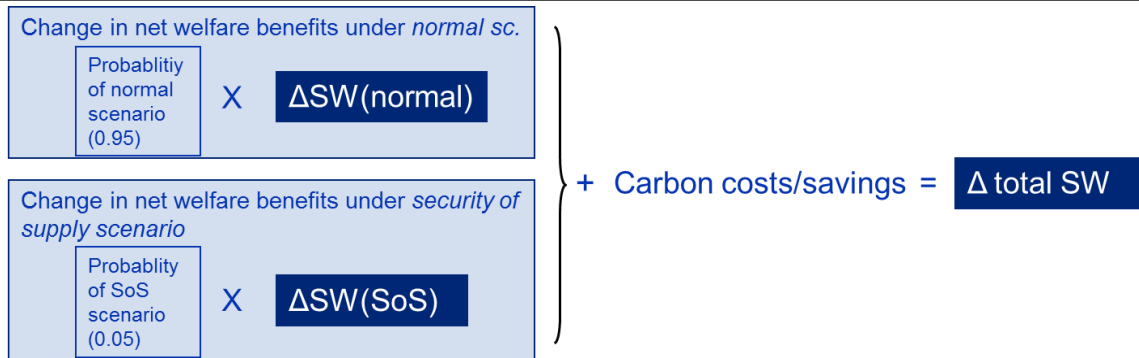 Change in net welfare benefits under normal sc.
Probablitiy
of normal
scenario
(0.95)
X
ΔSW(normal)
Change in net welfare benefits under security of
supply scenario
Probablity
of SoS
scenario
(0.05)
X
ΔSW(SoS)
+ Carbon costs/savings = Δ total SW